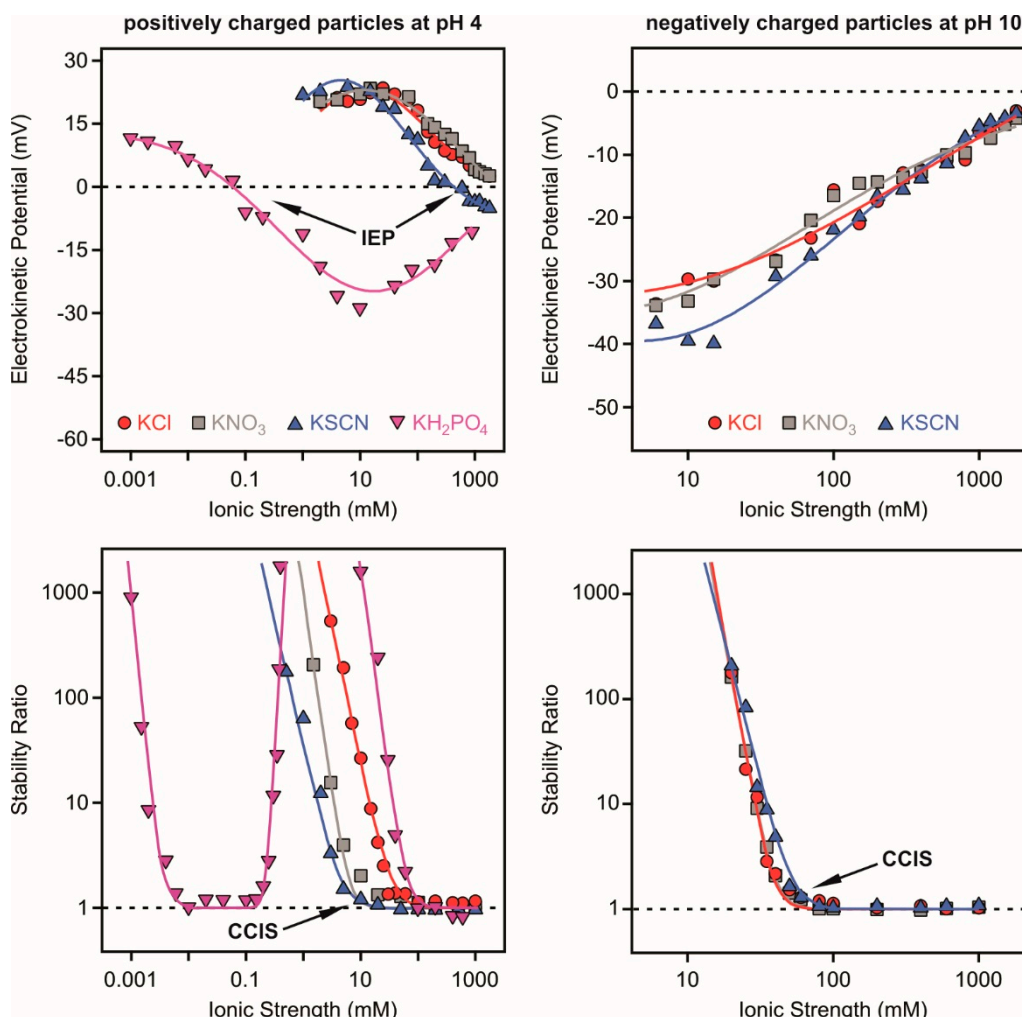 positively charged particles at pH 4
negatively charged particles at pH 10
Electrokinetic Potential (mV)
30
15
0
-15
-30
-45
-60
IEP
KCl KNO₃ KSCN KH₂PO₄
0.001 0.1 10 1000
Ionic Strength (mM)
Electrokinetic Potential (mV)
0
-10
-20
-30
-40
-50
KCl KNO₃ KSCN
10 100 1000
Ionic Strength (mM)
Stability Ratio
1000
100
10
1
CCIS
0.001 0.1 10 1000
Ionic Strength (mM)
Stability Ratio
1000
100
10
1
CCIS
10 100 1000
Ionic Strength (mM)